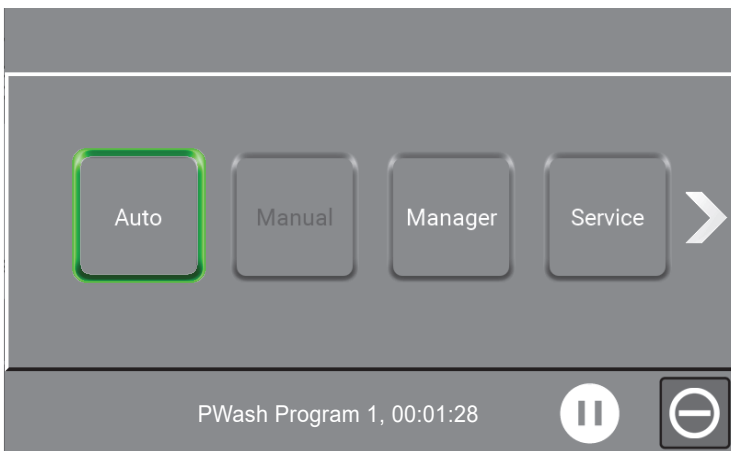 Auto
Manual
Manager
Service
PWash Program 1, 00:01:28